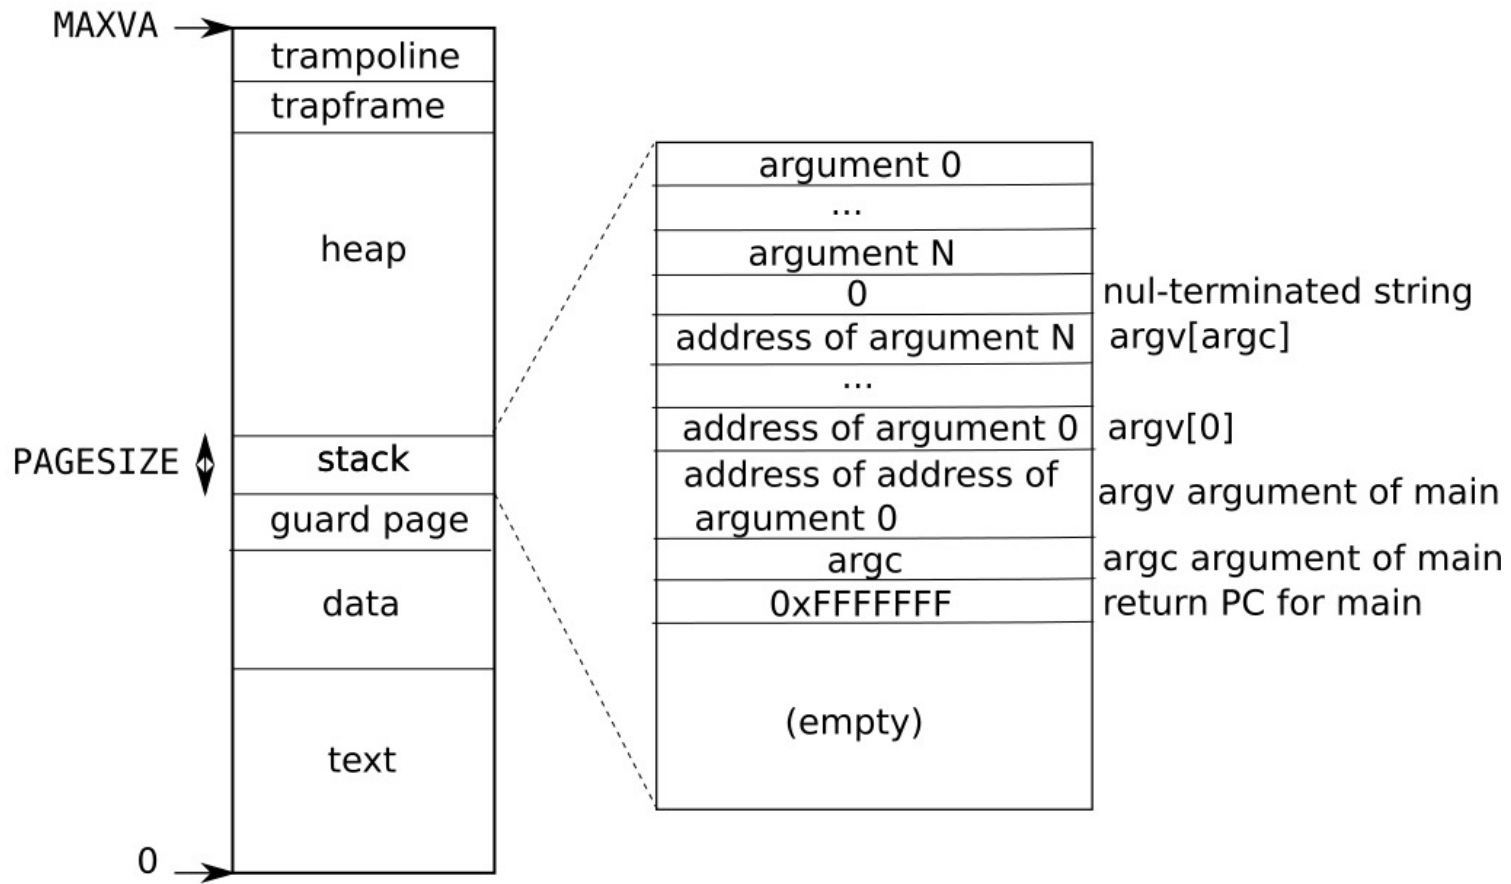 MAXVA
trampoline
trapframe
heap
PAGESIZE
stack
guard page
data
text
0
argument 0
...
argument N
0
nul-terminated string
address of argument N
argv[argc]
...
address of argument 0
argv[0]
address of address of
argument 0
argv argument of main
argc
argc argument of main
0xFFFFFFF
return PC for main
(empty)